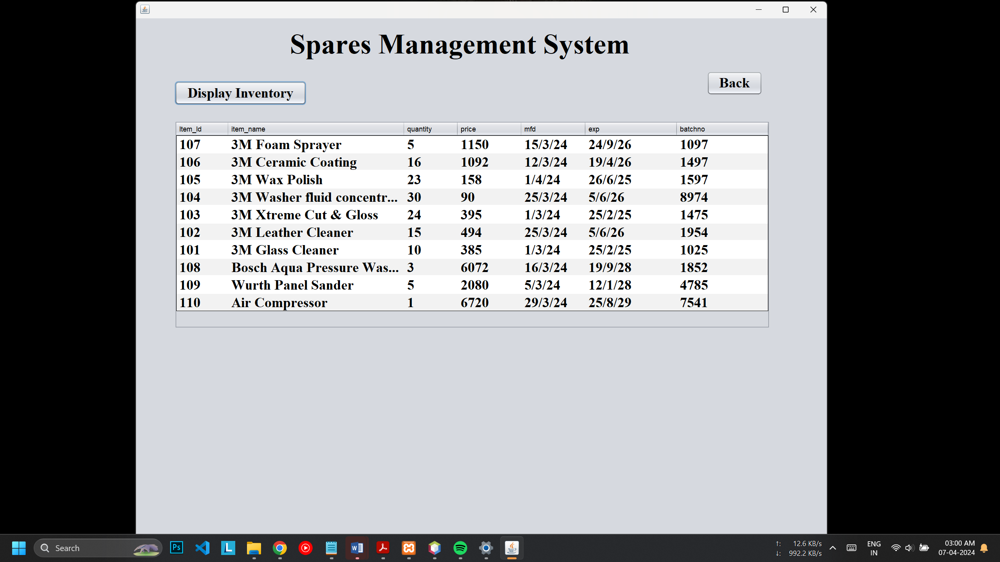 Spares Management System
Back
Display Inventory
Item_Id item_name quantity price mfd exp batchno
107 3M Foam Sprayer 5 1150 15/3/24 24/9/26 1097
106 3M Ceramic Coating 16 1092 12/3/24 19/4/26 1497
105 3M Wax Polish 23 158 1/4/24 26/6/25 1597
104 3M Washer fluid concentr... 30 90 25/3/24 5/6/26 8974
103 3M Xtreme Cut & Gloss 24 395 1/3/24 25/2/25 1475
102 3M Leather Cleaner 15 494 25/3/24 5/6/26 1954
101 3M Glass Cleaner 10 385 1/3/24 25/2/25 1025
108 Bosch Aqua Pressure Was... 3 6072 16/3/24 19/9/28 1852
109 Wurth Panel Sander 5 2080 5/3/24 12/1/28 4785
110 Air Compressor 1 6720 29/3/24 25/8/29 7541
Search
Ps
L
W
↑: 12.6 KB/s
↓: 992.2 KB/s
ENG
IN
03:00 AM
07-04-2024